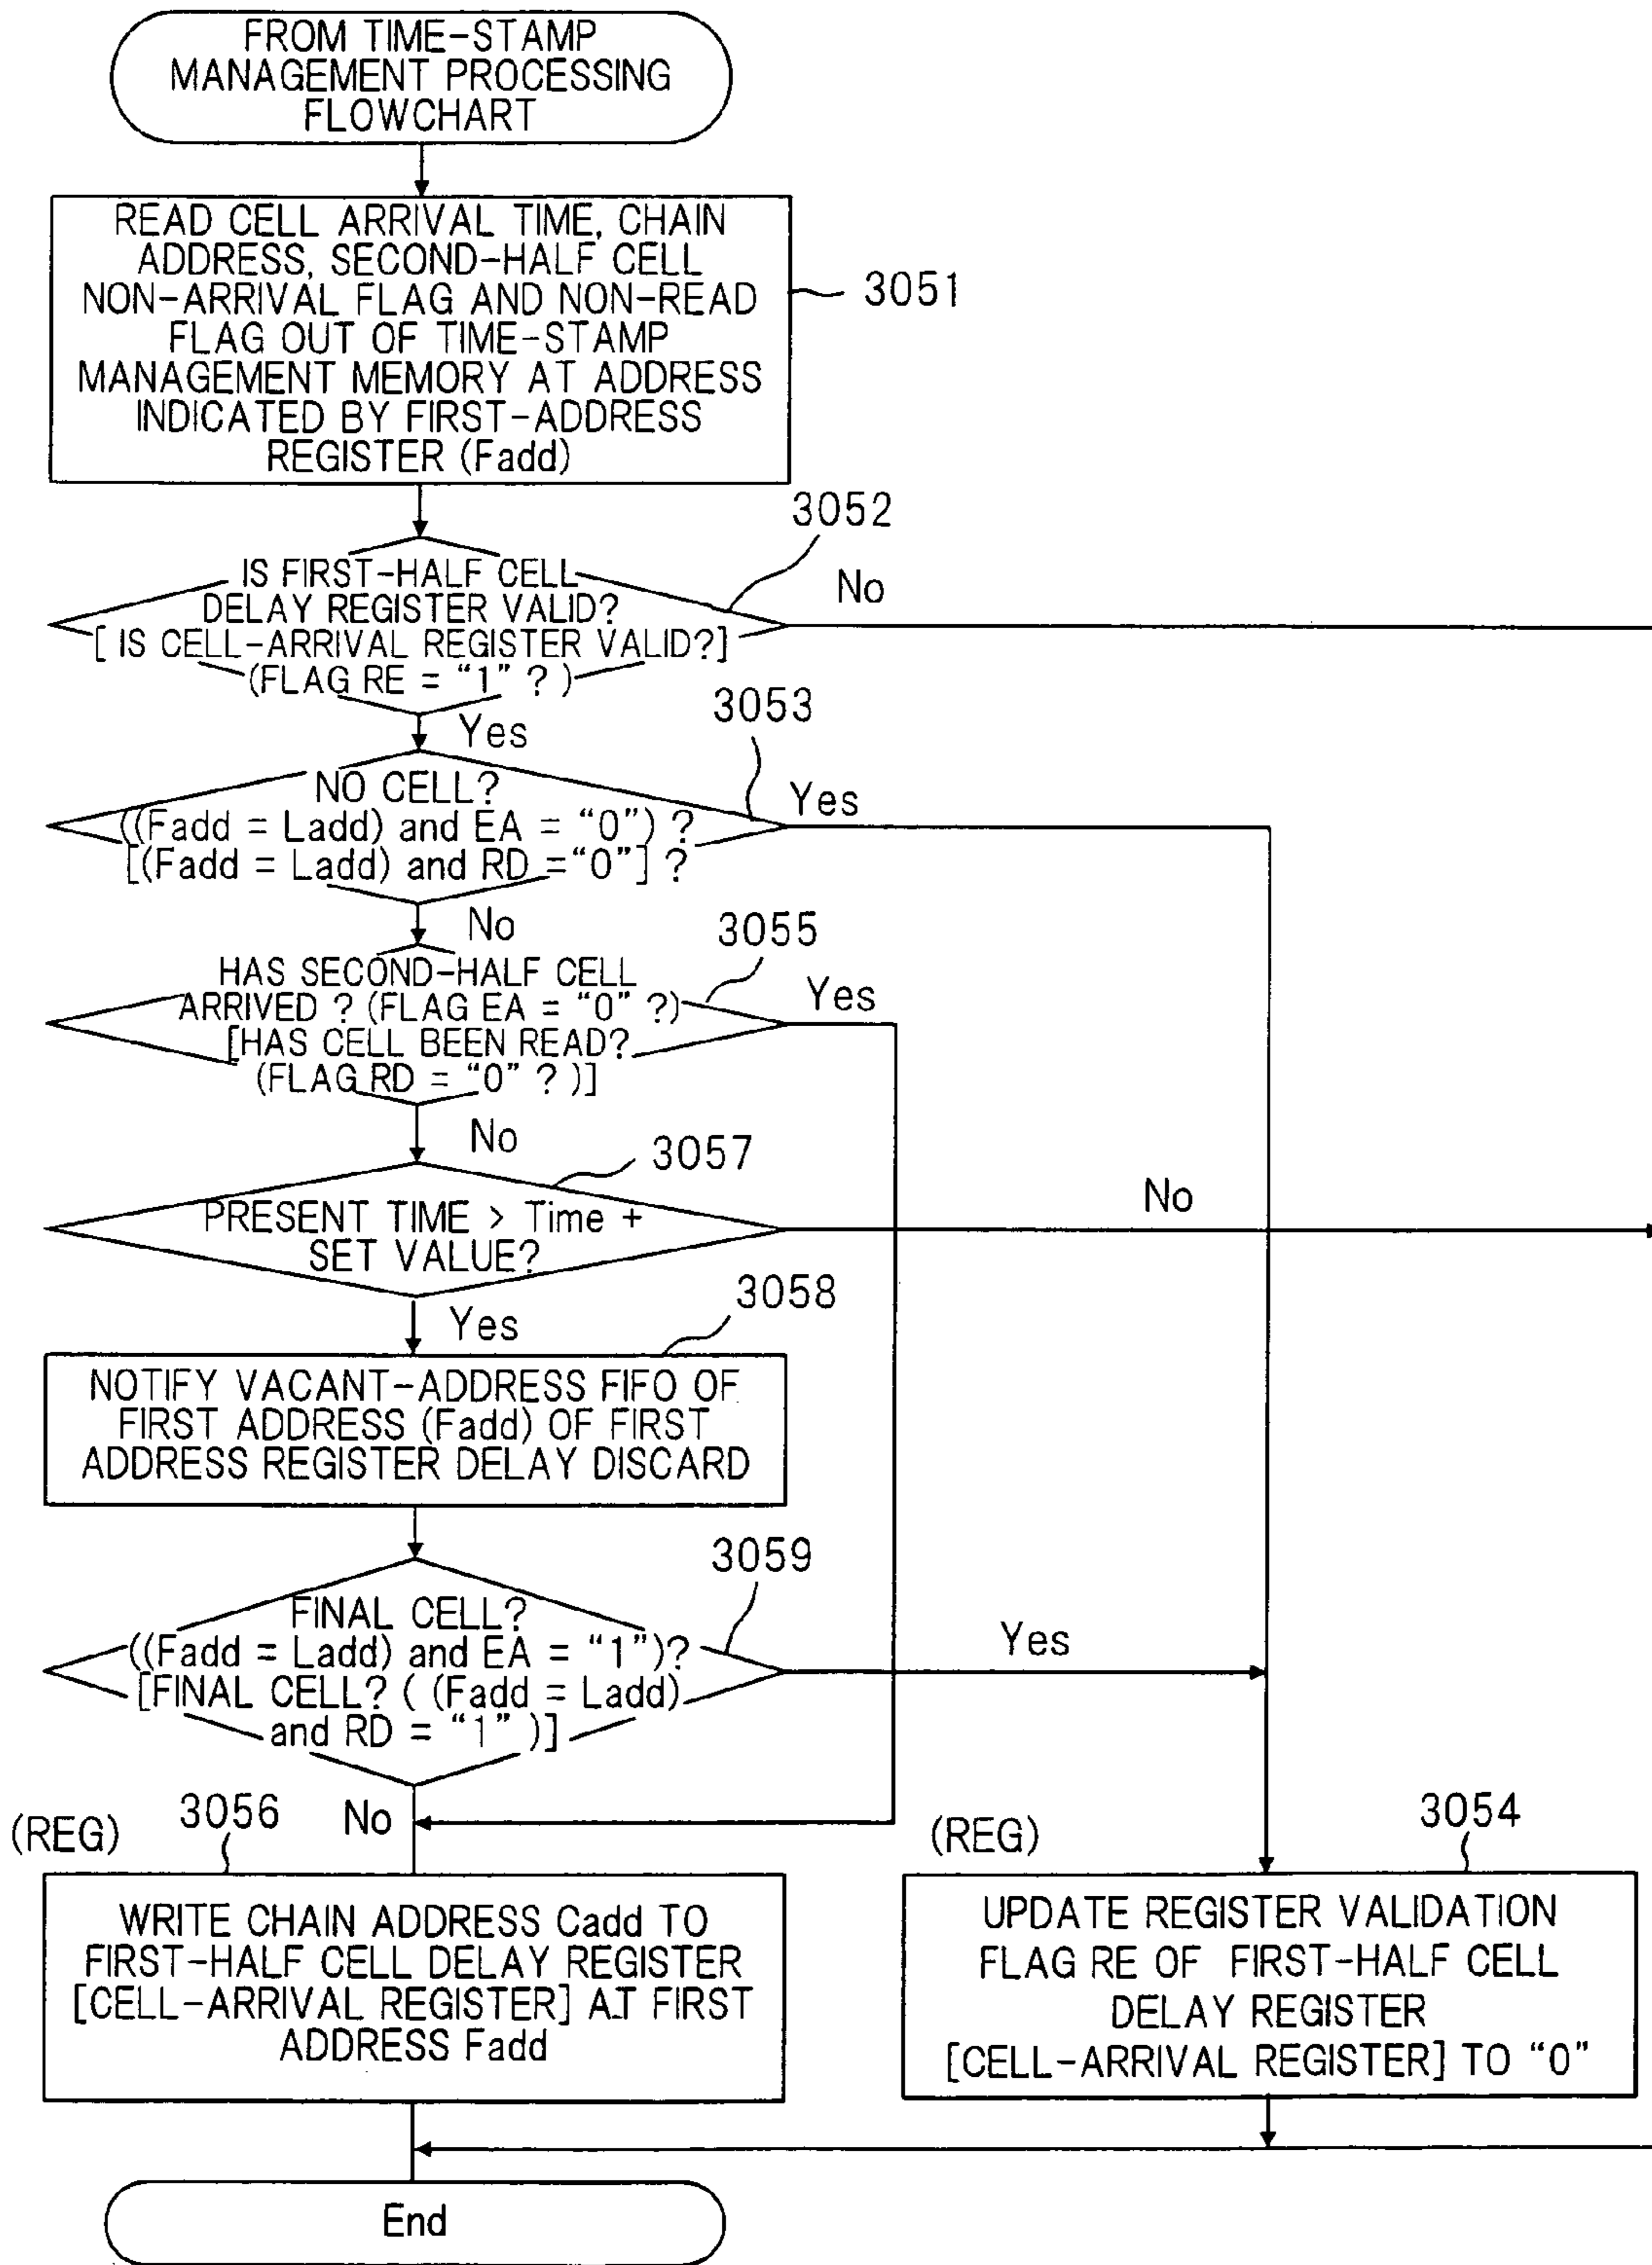 FROM TIME-STAMP
MANAGEMENT PROCESSING
FLOWCHART
READ CELL ARRIVAL TIME, CHAIN
ADDRESS, SECOND-HALF CELL
NON-ARRIVAL FLAG AND NON-READ
FLAG OUT OF TIME-STAMP
MANAGEMENT MEMORY AT ADDRESS
INDICATED BY FIRST-ADDRESS
REGISTER (Fadd)
3051
3052
IS FIRST-HALF CELL
DELAY REGISTER VALID?
[ IS CELL-ARRIVAL REGISTER VALID?]
(FLAG RE = “1” ? )
No
Yes
3053
NO CELL?
((Fadd = Ladd) and EA = “0”) ?
[(Fadd = Ladd) and RD =“0”] ?
Yes
No
3055
HAS SECOND-HALF CELL
ARRIVED ? (FLAG EA = “0” ?)
[HAS CELL BEEN READ?
(FLAG RD = “0” ? )]
Yes
No
3057
PRESENT TIME > Time +
SET VALUE?
No
Yes
3058
NOTIFY VACANT-ADDRESS FIFO OF
FIRST ADDRESS (Fadd) OF FIRST
ADDRESS REGISTER DELAY DISCARD
3059
FINAL CELL?
((Fadd = Ladd) and EA = “1”)?
[FINAL CELL? ( (Fadd = Ladd)
and RD = “1” )]
Yes
No
(REG)
3056
WRITE CHAIN ADDRESS Cadd TO
FIRST-HALF CELL DELAY REGISTER
[CELL-ARRIVAL REGISTER] AT FIRST
ADDRESS Fadd
(REG)
3054
UPDATE REGISTER VALIDATION
FLAG RE OF FIRST-HALF CELL
DELAY REGISTER
[CELL-ARRIVAL REGISTER] TO “0”
End